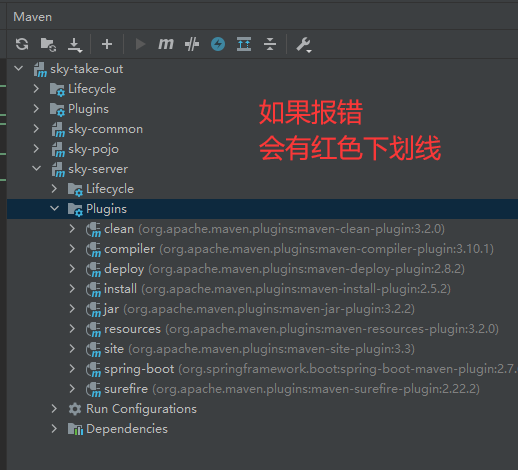 Maven
sky-take-out
Lifecycle
Plugins
sky-common
sky-pojo
sky-server
Lifecycle
Plugins
clean (org.apache.maven.plugins:maven-clean-plugin:3.2.0)
compiler (org.apache.maven.plugins:maven-compiler-plugin:3.10.1)
deploy (org.apache.maven.plugins:maven-deploy-plugin:2.8.2)
install (org.apache.maven.plugins:maven-install-plugin:2.5.2)
jar (org.apache.maven.plugins:maven-jar-plugin:3.2.2)
resources (org.apache.maven.plugins:maven-resources-plugin:3.2.0)
site (org.apache.maven.plugins:maven-site-plugin:3.3)
spring-boot (org.springframework.boot:spring-boot-maven-plugin:2.7.
surefire (org.apache.maven.plugins:maven-surefire-plugin:2.22.2)
Run Configurations
Dependencies
如果报错
会有红色下划线